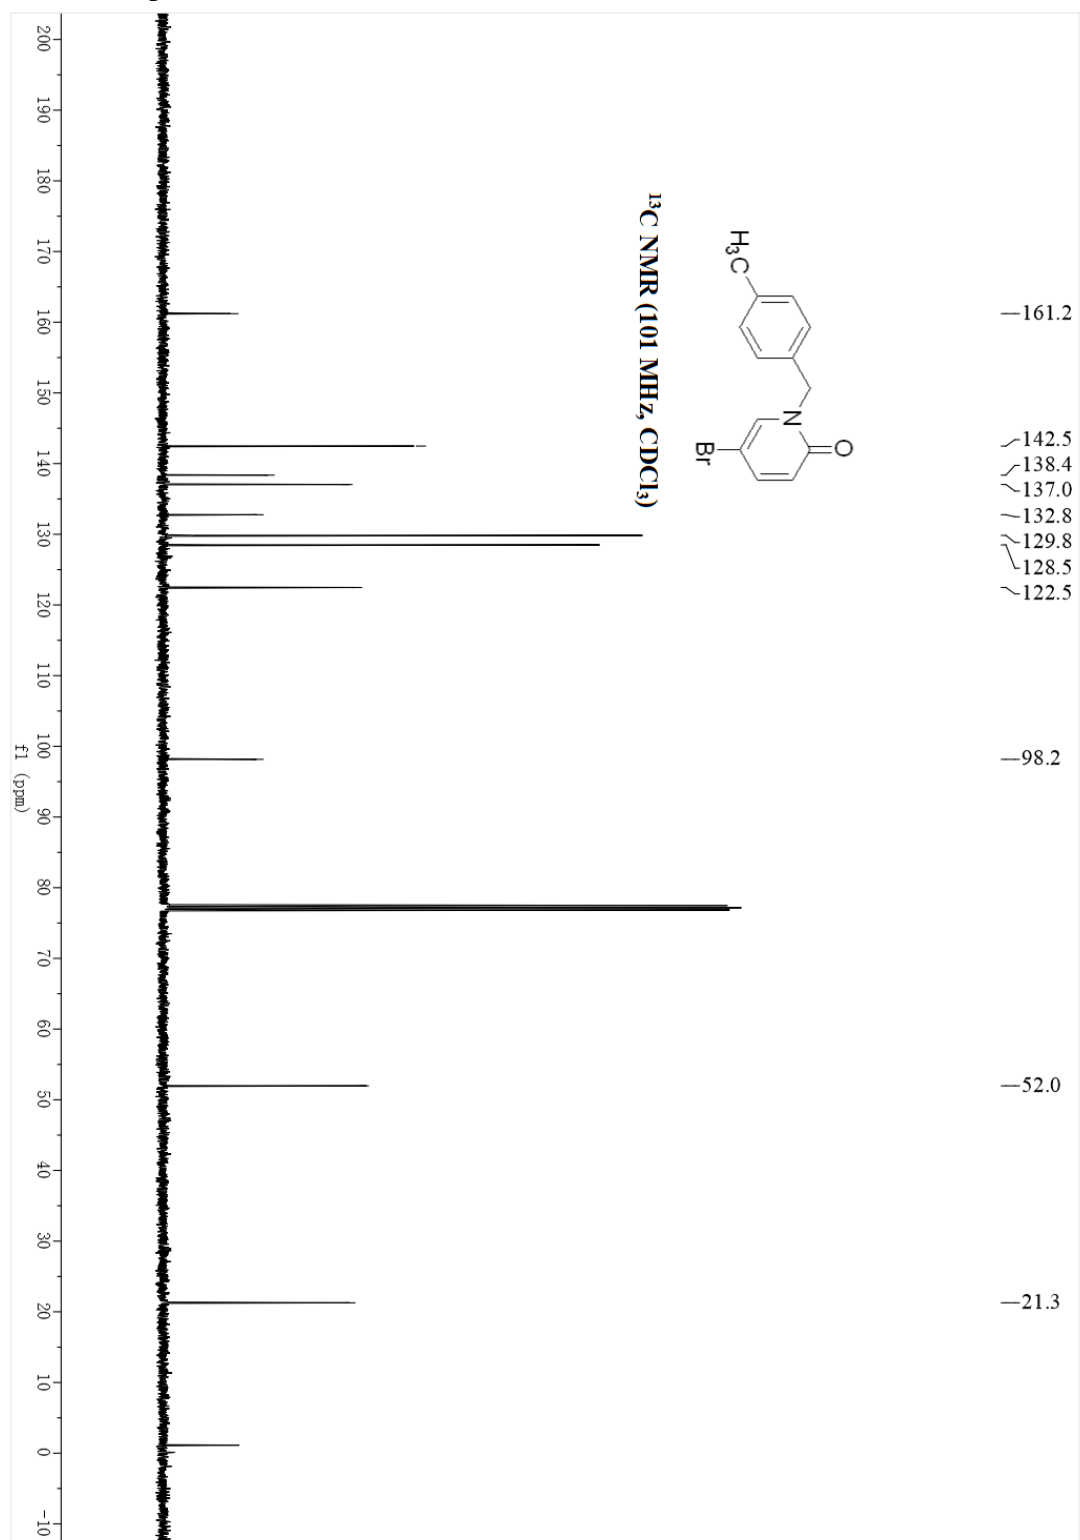 161.2
142.5
138.4
137.0
132.8
129.8
128.5
122.5
98.2
52.0
21.3
H₃C
N
O
Br
¹³C NMR (101 MHz, CDCl₃)
200 190 180 170 160 150 140 130 120 110 100 90 80 70 60 50 40 30 20 10 0 -10
f1 (ppm)